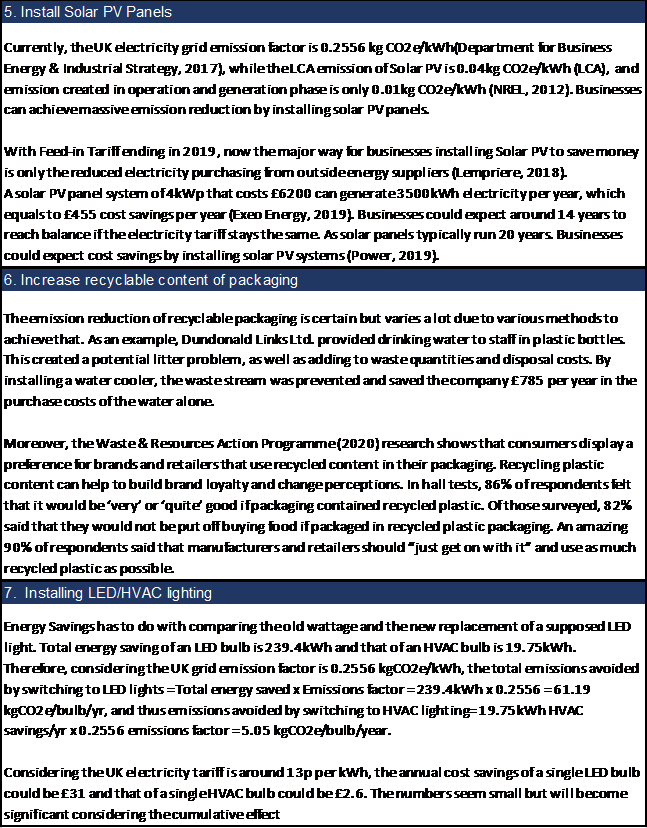 5. Install Solar PV Panels
Currently, the UK electricity grid emission factor is 0.2556 kg CO2e/kWh(Department for Business
Energy & Industrial Strategy, 2017), while the LCA emission of Solar PV is 0.04kg CO2e/kWh (LCA), and
emission created in operation and generation phase is only 0.01kg CO2e/kWh (NREL, 2012). Businesses
can achieve massive emission reduction by installing solar PV panels.
With Feed-in Tariff ending in 2019, now the major way for businesses installing Solar PV to save money
is only the reduced electricity purchasing from outside energy suppliers (Lempriere, 2018).
A solar PV panel system of 4kWp that costs £6200 can generate 3500kWh electricity per year, which
equals to £455 cost savings per year (Exeo Energy, 2019). Businesses could expect around 14 years to
reach balance if the electricity tariff stays the same. As solar panels typically run 20 years. Businesses
could expect cost savings by installing solar PV systems (Power, 2019).
6. Increase recyclable content of packaging
The emission reduction of recyclable packaging is certain but varies a lot due to various methods to
achieve that. As an example, Dundonald Links Ltd. provided drinking water to staff in plastic bottles.
This created a potential litter problem, as well as adding to waste quantities and disposal costs. By
installing a water cooler, the waste stream was prevented and saved the company £785 per year in the
purchase costs of the water alone.
Moreover, the Waste & Resources Action Programme (2020) research shows that consumers display a
preference for brands and retailers that use recycled content in their packaging. Recycling plastic
content can help to build brand loyalty and change perceptions. In hall tests, 86% of respondents felt
that it would be ‘very’ or ‘quite’ good if packaging contained recycled plastic. Of those surveyed, 82%
said that they would not be put off buying food if packaged in recycled plastic packaging. An amazing
90% of respondents said that manufacturers and retailers should “just get on with it” and use as much
recycled plastic as possible.
7. Installing LED/HVAC lighting
Energy Savings has to do with comparing the old wattage and the new replacement of a supposed LED
light. Total energy saving of an LED bulb is 239.4kWh and that of an HVAC bulb is 19.75kWh.
Therefore, considering the UK grid emission factor is 0.2556 kgCO2e/kWh, the total emissions avoided
by switching to LED lights =Total energy saved x Emissions factor = 239.4kWh x 0.2556 = 61.19
kgCO2e/bulb/yr, and thus emissions avoided by switching to HVAC lighting= 19.75kWh HVAC
savings/yr x 0.2556 emissions factor = 5.05 kgCO2e/bulb/year.
Considering the UK electricity tariff is around 13p per kWh, the annual cost savings of a single LED bulb
could be £31 and that of a single HVAC bulb could be £2.6. The numbers seem small but will become
significant considering the cumulative effect